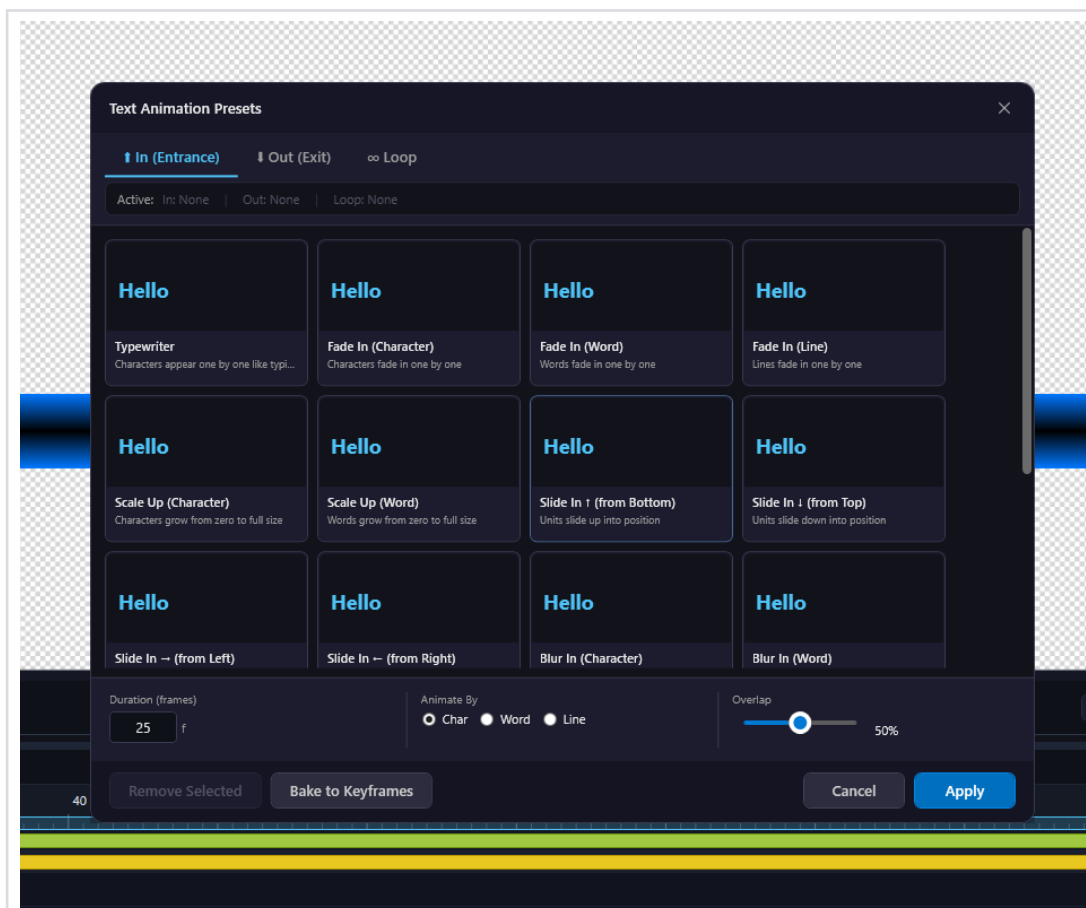 Text Animation Presets
⬆ In (Entrance) ⬇ Out (Exit) ∞ Loop
Active: In: None | Out: None | Loop: None
Hello Hello Hello Hello
Typewriter Fade In (Character) Fade In (Word) Fade In (Line)
Characters appear one by one like typi... Characters fade in one by one Words fade in one by one Lines fade in one by one
Hello Hello Hello Hello
Scale Up (Character) Scale Up (Word) Slide In ↑ (from Bottom) Slide In ↓ (from Top)
Characters grow from zero to full size Words grow from zero to full size Units slide up into position Units slide down into position
Hello Hello Hello Hello
Slide In → (from Left) Slide In ← (from Right) Blur In (Character) Blur In (Word)
Duration (frames) Animate By Overlap
25 f Char Word Line 50%
Remove Selected Bake to Keyframes Cancel Apply
40